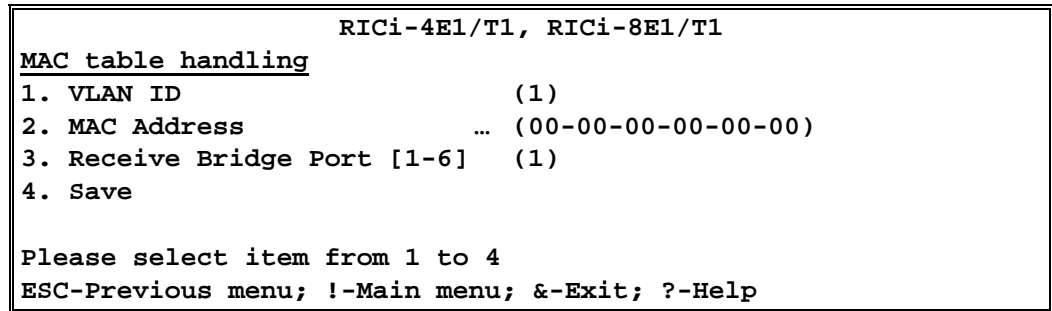 RICi-4E1/T1, RICi-8E1/T1
MAC table handling
1. VLAN ID (1)
2. MAC Address … (00-00-00-00-00-00)
3. Receive Bridge Port [1-6] (1)
4. Save
Please select item from 1 to 4
ESC-Previous menu; !-Main menu; &-Exit; ?-Help